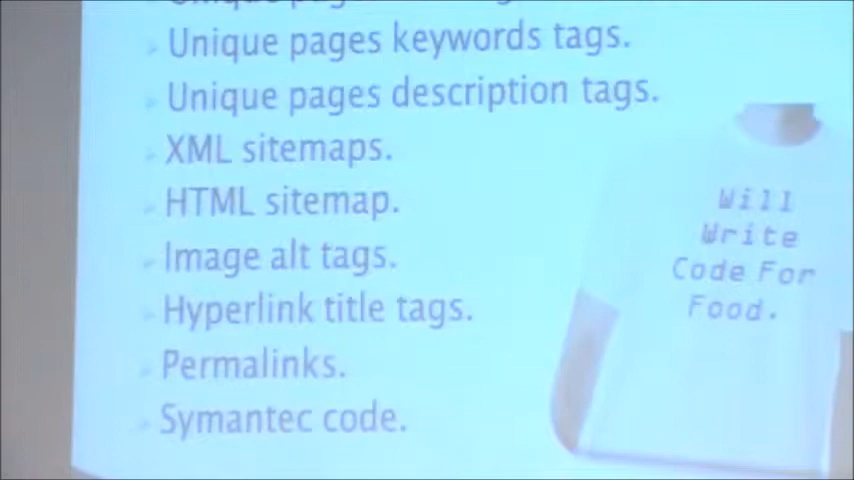 Unique pages keywords tags.
Unique pages description tags.
XML sitemaps.
HTML sitemap.
Image alt tags.
Hyperlink title tags.
Permalinks.
Symantec code.
Will
Write
Code For
Food.